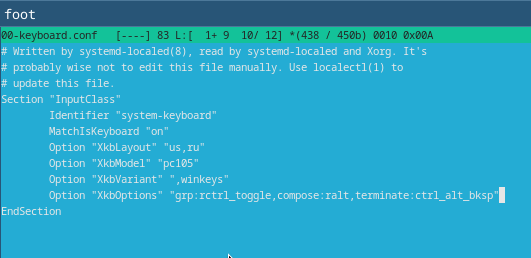 foot
00-keyboard.conf   [----] 83 L:[  1+ 9  10/ 12] *(438 / 450b) 0010 0x00A
# Written by systemd-localed(8), read by systemd-localed and Xorg. It's
# probably wise not to edit this file manually. Use localectl(1) to
# update this file.
Section "InputClass"
        Identifier "system-keyboard"
        MatchIsKeyboard "on"
        Option "XkbLayout" "us,ru"
        Option "XkbModel" "pc105"
        Option "XkbVariant" ",winkeys"
        Option "XkbOptions" "grp:rctrl_toggle,compose:ralt,terminate:ctrl_alt_bksp"
EndSection